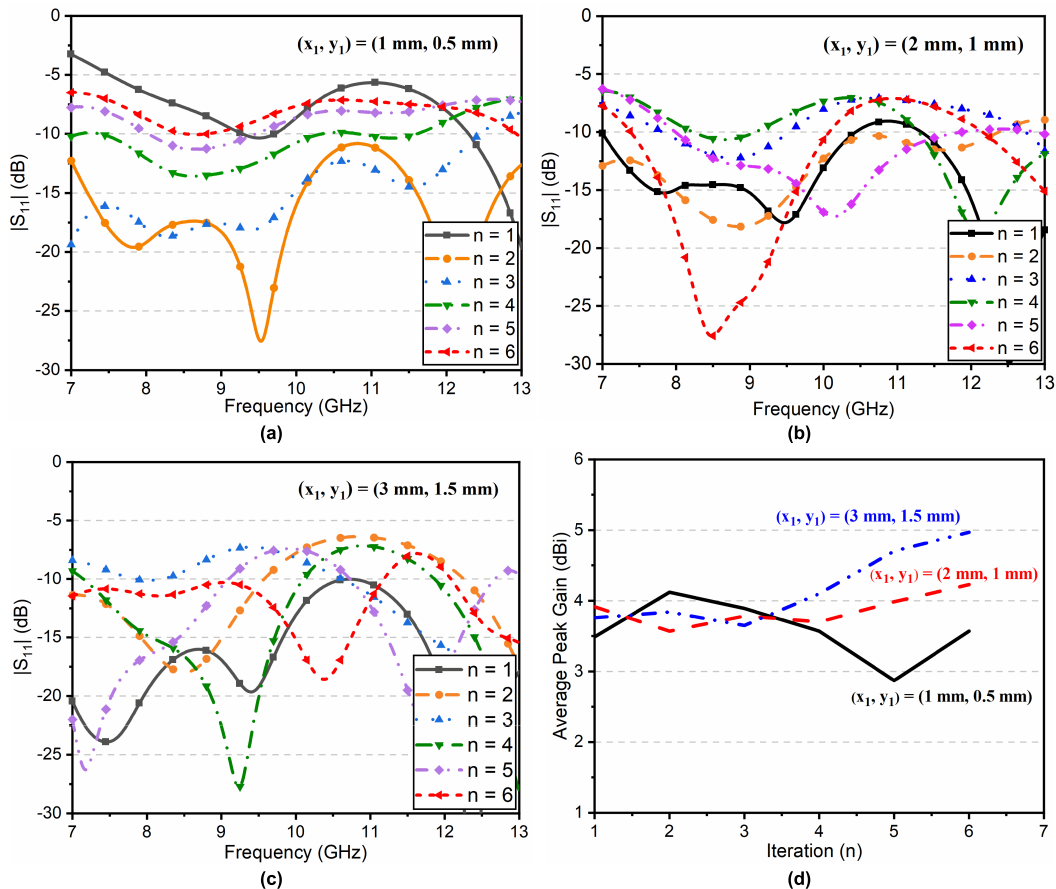 0
-5
-10
-15
-20
-25
-30
|S11| (dB)
(x1, y1) = (1 mm, 0.5 mm)
n = 1
n = 2
n = 3
n = 4
n = 5
n = 6
7 8 9 10 11 12 13
Frequency (GHz)
(a)
0
-5
-10
-15
-20
-25
-30
|S11| (dB)
(x1, y1) = (2 mm, 1 mm)
n = 1
n = 2
n = 3
n = 4
n = 5
n = 6
7 8 9 10 11 12 13
Frequency (GHz)
(b)
0
-5
-10
-15
-20
-25
-30
|S11| (dB)
(x1, y1) = (3 mm, 1.5 mm)
n = 1
n = 2
n = 3
n = 4
n = 5
n = 6
7 8 9 10 11 12 13
Frequency (GHz)
(c)
6
5
4
3
2
1
Average Peak Gain (dBi)
(x1, y1) = (3 mm, 1.5 mm)
(x1, y1) = (2 mm, 1 mm)
(x1, y1) = (1 mm, 0.5 mm)
1 2 3 4 5 6 7
Iteration (n)
(d)